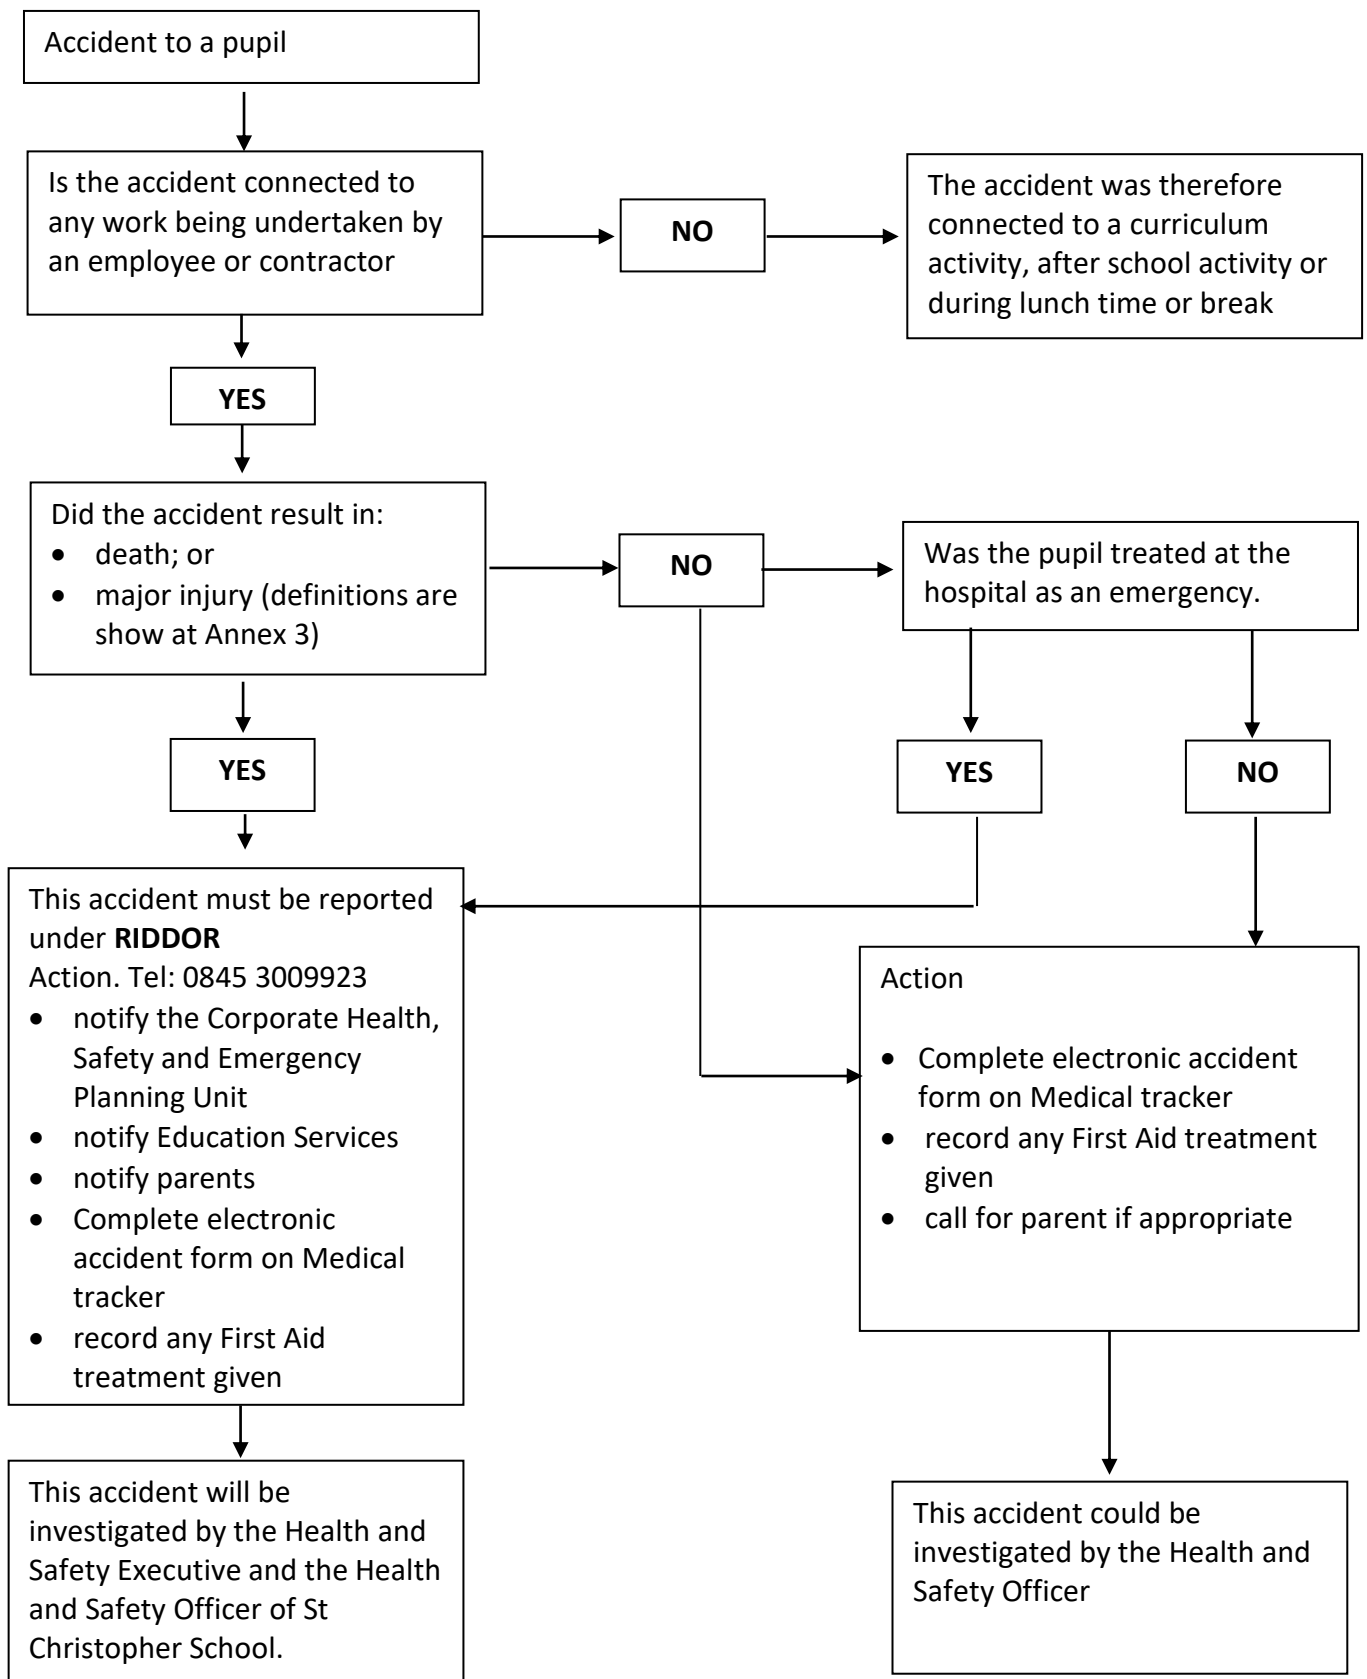 Accident to a pupil
Is the accident connected to
any work being undertaken by
an employee or contractor
NO
The accident was therefore
connected to a curriculum
activity, after school activity or
during lunch time or break
YES
Did the accident result in:
• death; or
• major injury (definitions are
show at Annex 3)
NO
Was the pupil treated at the
hospital as an emergency.
YES
YES
NO
This accident must be reported
under RIDDOR
Action. Tel: 0845 3009923
• notify the Corporate Health,
Safety and Emergency
Planning Unit
• notify Education Services
• notify parents
• Complete electronic
accident form on Medical
tracker
• record any First Aid
treatment given
Action
• Complete electronic accident
form on Medical tracker
• record any First Aid treatment
given
• call for parent if appropriate
This accident will be
investigated by the Health and
Safety Executive and the Health
and Safety Officer of St
Christopher School.
This accident could be
investigated by the Health and
Safety Officer